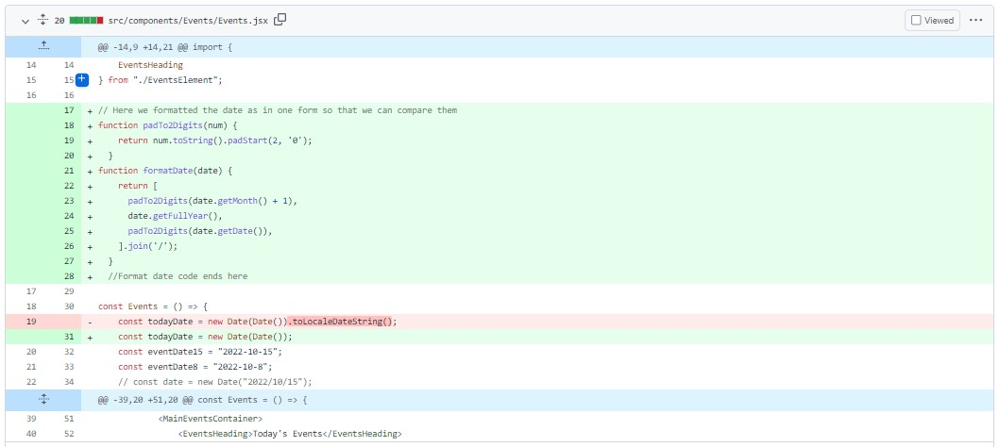 20 src/components/Events/Events.jsx Viewed
@@ -14,9 +14,21 @@ import {
14 14 EventsHeading
15 15 + } from "./EventsElement";
16 16
17 + // Here we formatted the date as in one form so that we can compare them
18 + function padTo2Digits(num) {
19 + return num.toString().padStart(2, '0');
20 + }
21 + function formatDate(date) {
22 + return [
23 + padTo2Digits(date.getMonth() + 1),
24 + date.getFullYear(),
25 + padTo2Digits(date.getDate()),
26 + ].join('/');
27 + }
28 + //Format date code ends here
17 29
18 30 const Events = () => {
19 - const todayDate = new Date(Date()).toLocaleDateString();
31 + const todayDate = new Date(Date());
20 32 const eventDate15 = "2022-10-15";
21 33 const eventDate8 = "2022-10-8";
22 34 // const date = new Date("2022/10/15");
@@ -39,20 +51,20 @@ const Events = () => {
39 51 <MainEventsContainer>
40 52 <EventsHeading>Today's Events</EventsHeading>